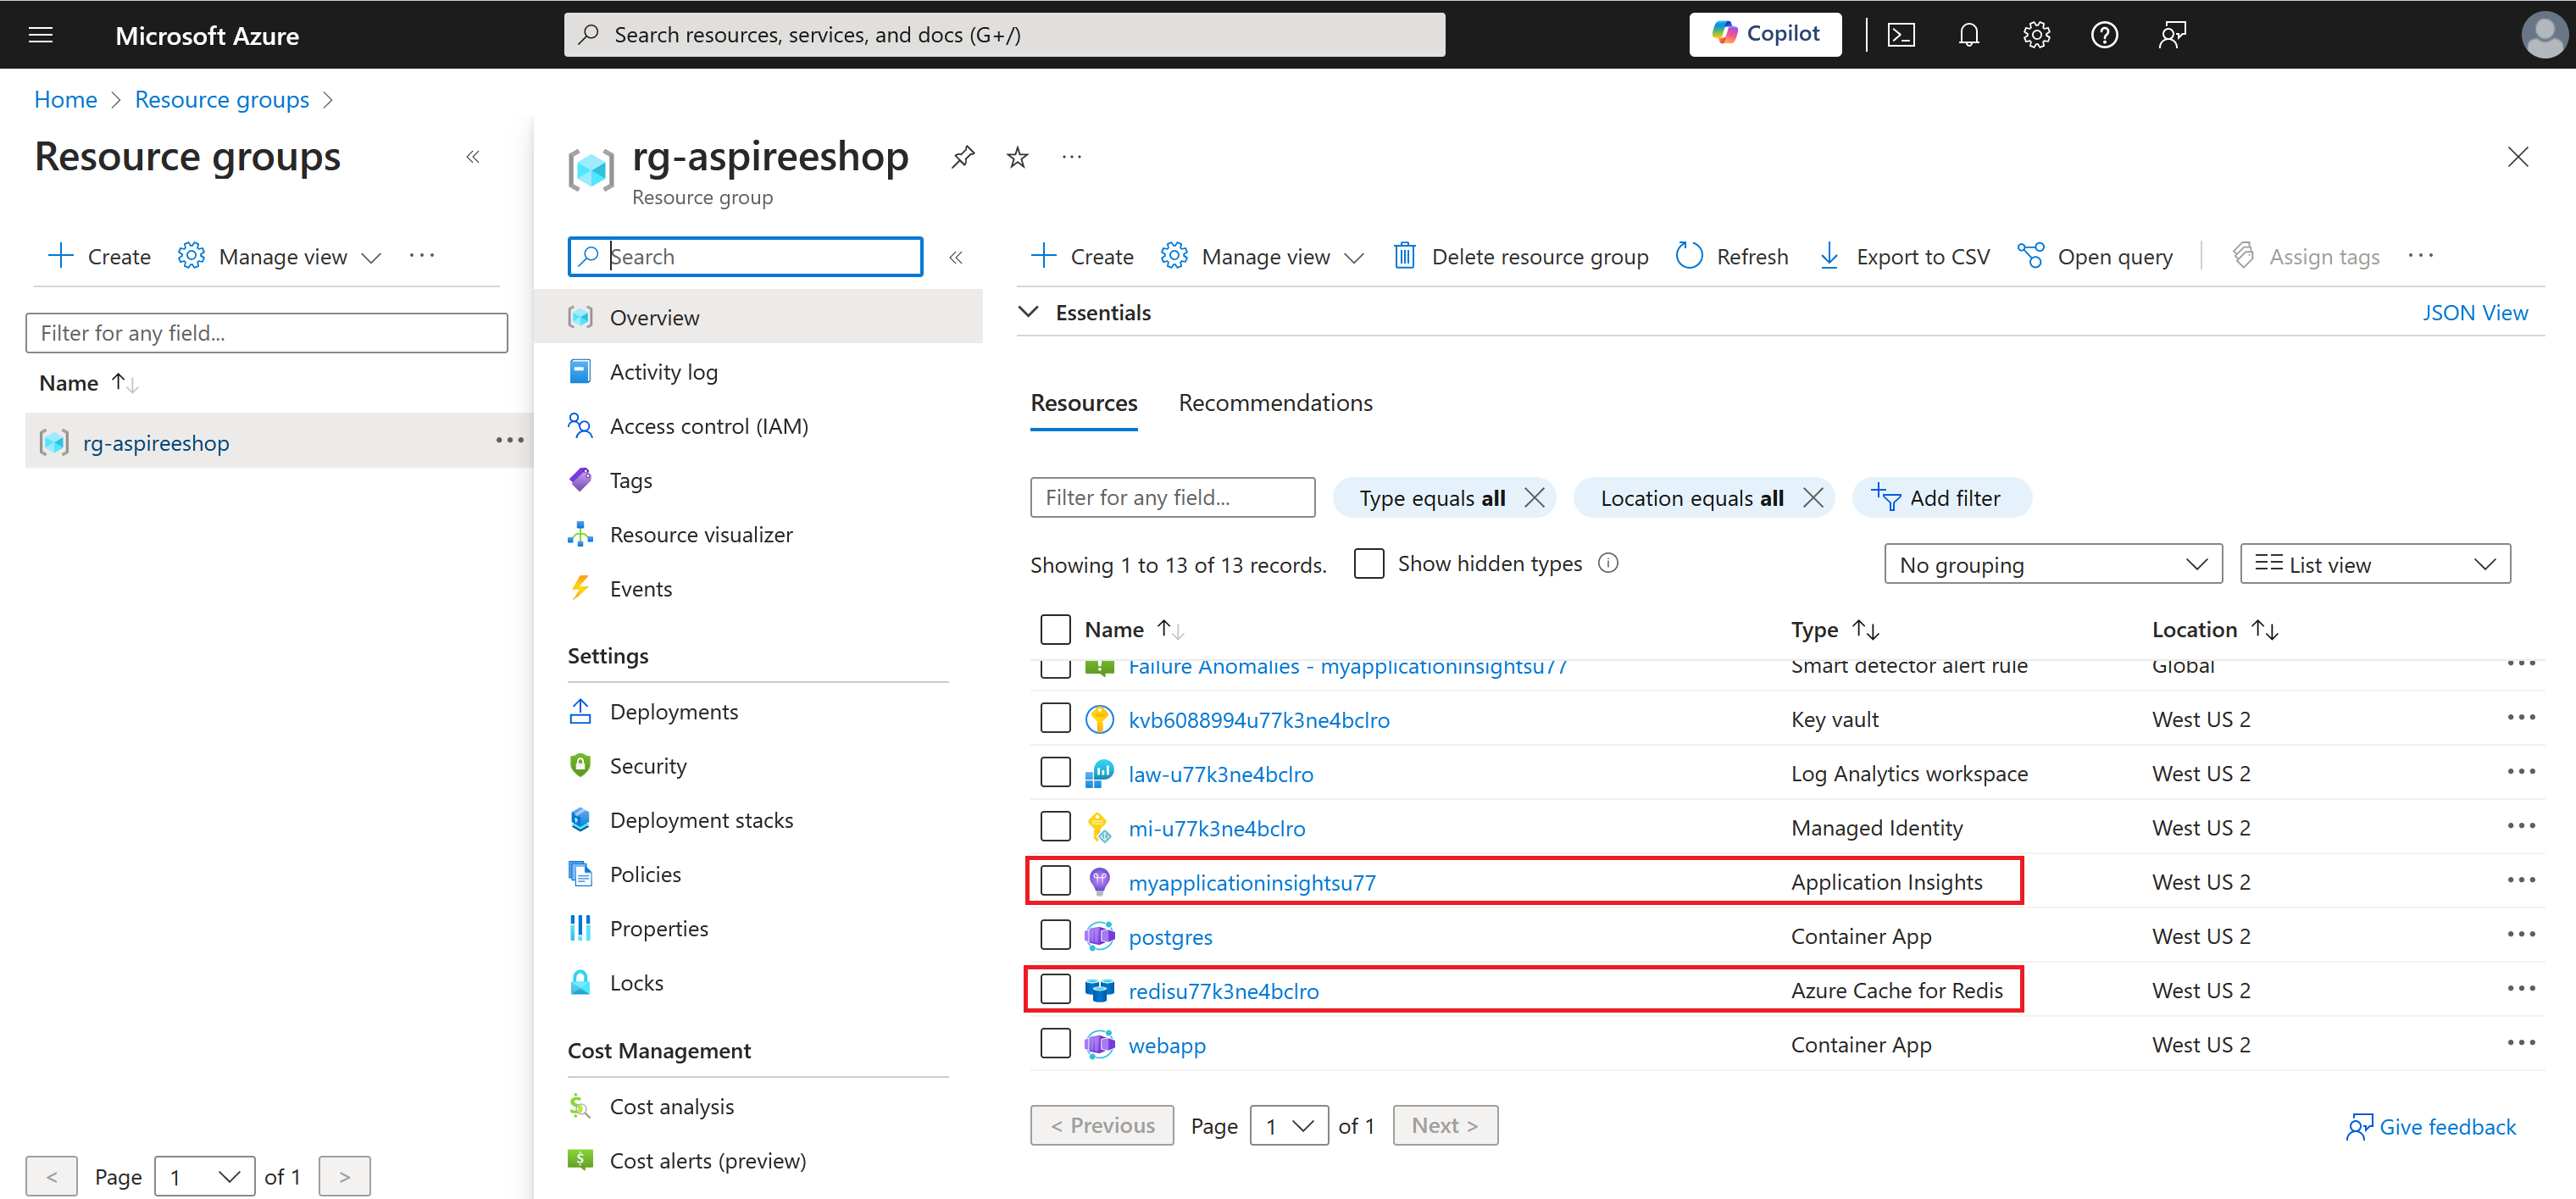 Microsoft Azure
Search resources, services, and docs (G+/)
Copilot
Home > Resource groups >
Resource groups
Create
Manage view
Filter for any field...
Name
rg-aspireeshop
< Page 1 of 1 >
rg-aspireeshop
Resource group
Search
Overview
Activity log
Access control (IAM)
Tags
Resource visualizer
Events
Settings
Deployments
Security
Deployment stacks
Policies
Properties
Locks
Cost Management
Cost analysis
Cost alerts (preview)
Create Manage view Delete resource group Refresh Export to CSV Open query Assign tags
Essentials JSON View
Resources Recommendations
Filter for any field... Type equals all Location equals all Add filter
Showing 1 to 13 of 13 records. Show hidden types No grouping List view
Name Type Location
Failure Anomalies - myapplicationinsightsu77 Smart detector alert rule Global
kvb6088994u77k3ne4bclro Key vault West US 2
law-u77k3ne4bclro Log Analytics workspace West US 2
mi-u77k3ne4bclro Managed Identity West US 2
myapplicationinsightsu77 Application Insights West US 2
postgres Container App West US 2
redisu77k3ne4bclro Azure Cache for Redis West US 2
webapp Container App West US 2
< Previous Page 1 of 1 Next >
Give feedback